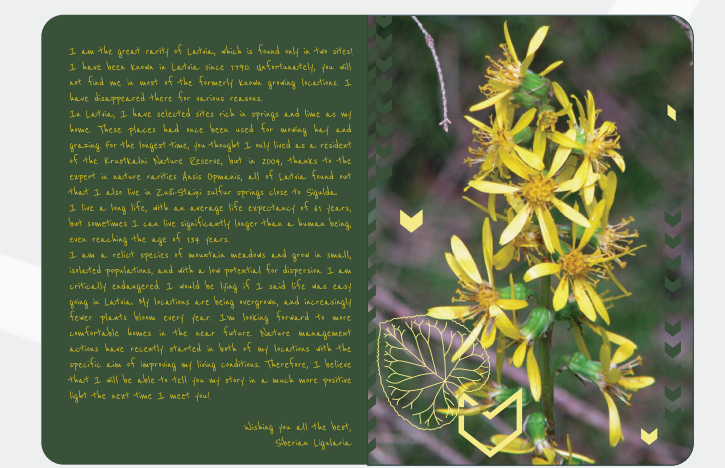 I am the great rarity of Latvia, which is found only in two sites!
I have been known in Latvia since 1790. Unfortunately, you will
not find me in most of the formerly known growing locations. I
have disappeared there for various reasons.
In Latvia, I have selected sites rich in springs and lime as my
home. These places had once been used for mowing hay and
grazing. For the longest time, you thought I only lived as a resident
of the Krustkalni Nature Reserve, but in 2009, thanks to the
expert in nature rarities Ansis Opmanis, all of Latvia found out
that I also live in Zušu-Staiņi sulfur springs close to Sigulda.
I live a long life, with an average life expectancy of 61 years,
but sometimes I can live significantly longer than a human being,
even reaching the age of 134 years.
I am a relict species of mountain meadows and grow in small,
isolated populations, and with a low potential for dispersion. I am
critically endangered. I would be lying if I said life was easy
going in Latvia. My locations are being overgrown, and increasingly
fewer plants bloom every year. I'm looking forward to more
comfortable homes in the near future. Nature management
actions have recently started in both of my locations with the
specific aim of improving my living conditions. Therefore, I believe
that I will be able to tell you my story in a much more positive
light the next time I meet you!
Wishing you all the best,
Siberian Ligularia